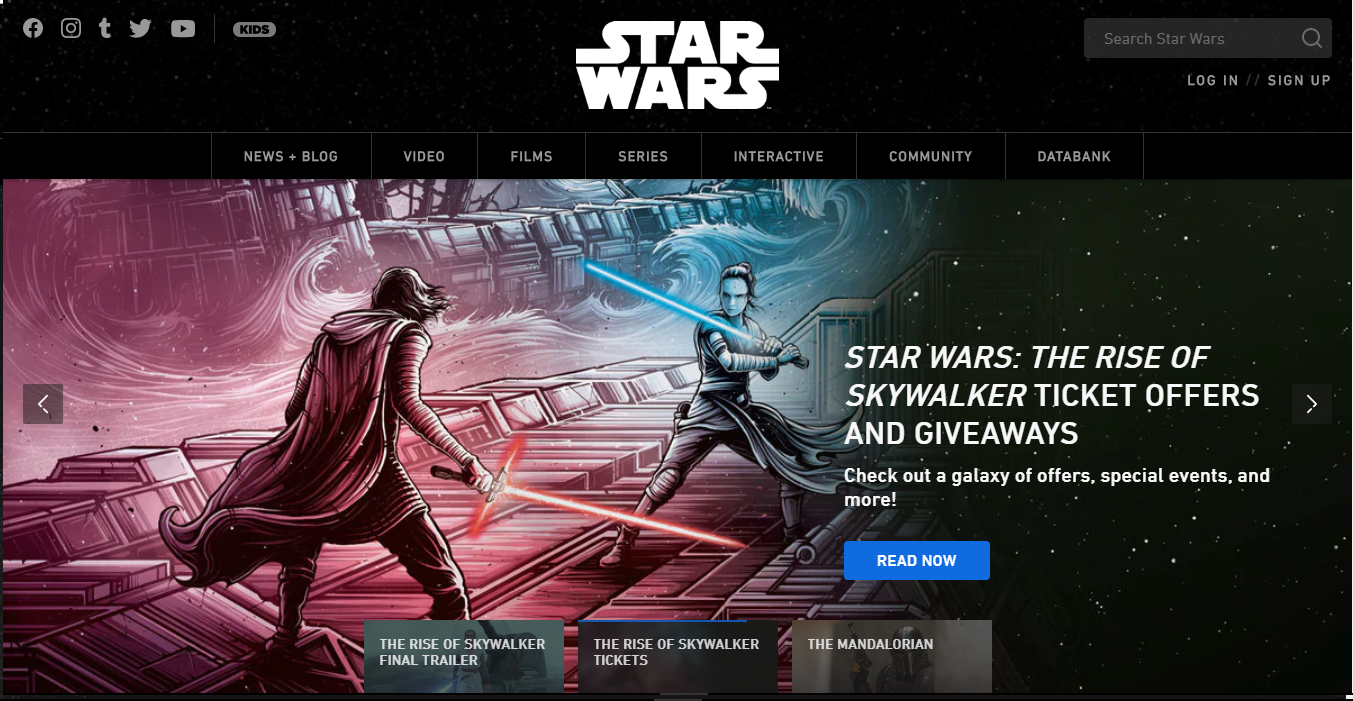 KIDS
STAR
WARS
Search Star Wars
LOG IN // SIGN UP
NEWS + BLOG
VIDEO
FILMS
SERIES
INTERACTIVE
COMMUNITY
DATABANK
STAR WARS: THE RISE OF
SKYWALKER TICKET OFFERS
AND GIVEAWAYS
Check out a galaxy of offers, special events, and
more!
READ NOW
THE RISE OF SKYWALKER
FINAL TRAILER
THE RISE OF SKYWALKER
TICKETS
THE MANDALORIAN